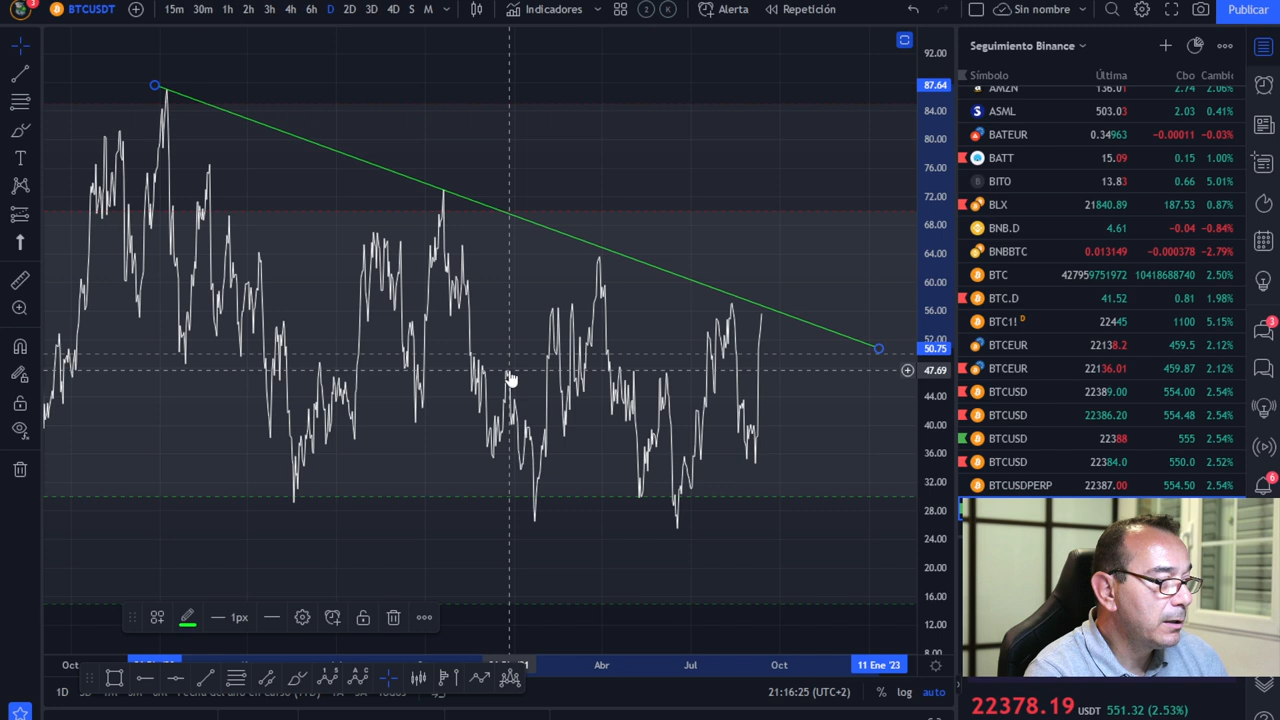 3
BTCUSDT
15m 30m 1h 2h 3h 4h 6h D 2D 3D 4D S M
Indicadores
2 K
Alerta
Repetición
Sin nombre
Publicar
92.00
87.64
84.00
80.00
76.00
72.00
68.00
64.00
60.00
56.00
52.00
50.75
47.69
44.00
40.00
36.00
32.00
28.00
24.00
20.00
16.00
12.00
8.00
1px
Oct
Abr
Jul
Oct
11 Ene '23
1D
21:16:25 (UTC+2)
% log auto
Seguimiento Binance
Símbolo Última Cbo Cambic
AMZN 136.01 2.74 2.06%
ASML 503.03 2.03 0.41%
BATEUR 0.34963 −0.00011 −0.03%
BATT 15.09 0.15 1.00%
BITO 13.83 0.66 5.01%
BLX 21840.89 187.53 0.87%
BNB.D 4.61 −0.04 −0.84%
BNBBTC 0.013149 −0.000378 −2.79%
BTC 427959751972 10418688740 2.50%
BTC.D 41.52 0.81 1.98%
BTC1! D 22445 1100 5.15%
BTCEUR 22138.2 459.5 2.12%
BTCEUR 22136.01 459.87 2.12%
BTCUSD 22389.00 554.00 2.54%
BTCUSD 22386.20 554.48 2.54%
BTCUSD 22388 555 2.54%
BTCUSD 22384.0 550.0 2.52%
BTCUSDPERP 22387.00 554.50 2.54%
3
6
22378.19 USDT 551.32 (2.53%)